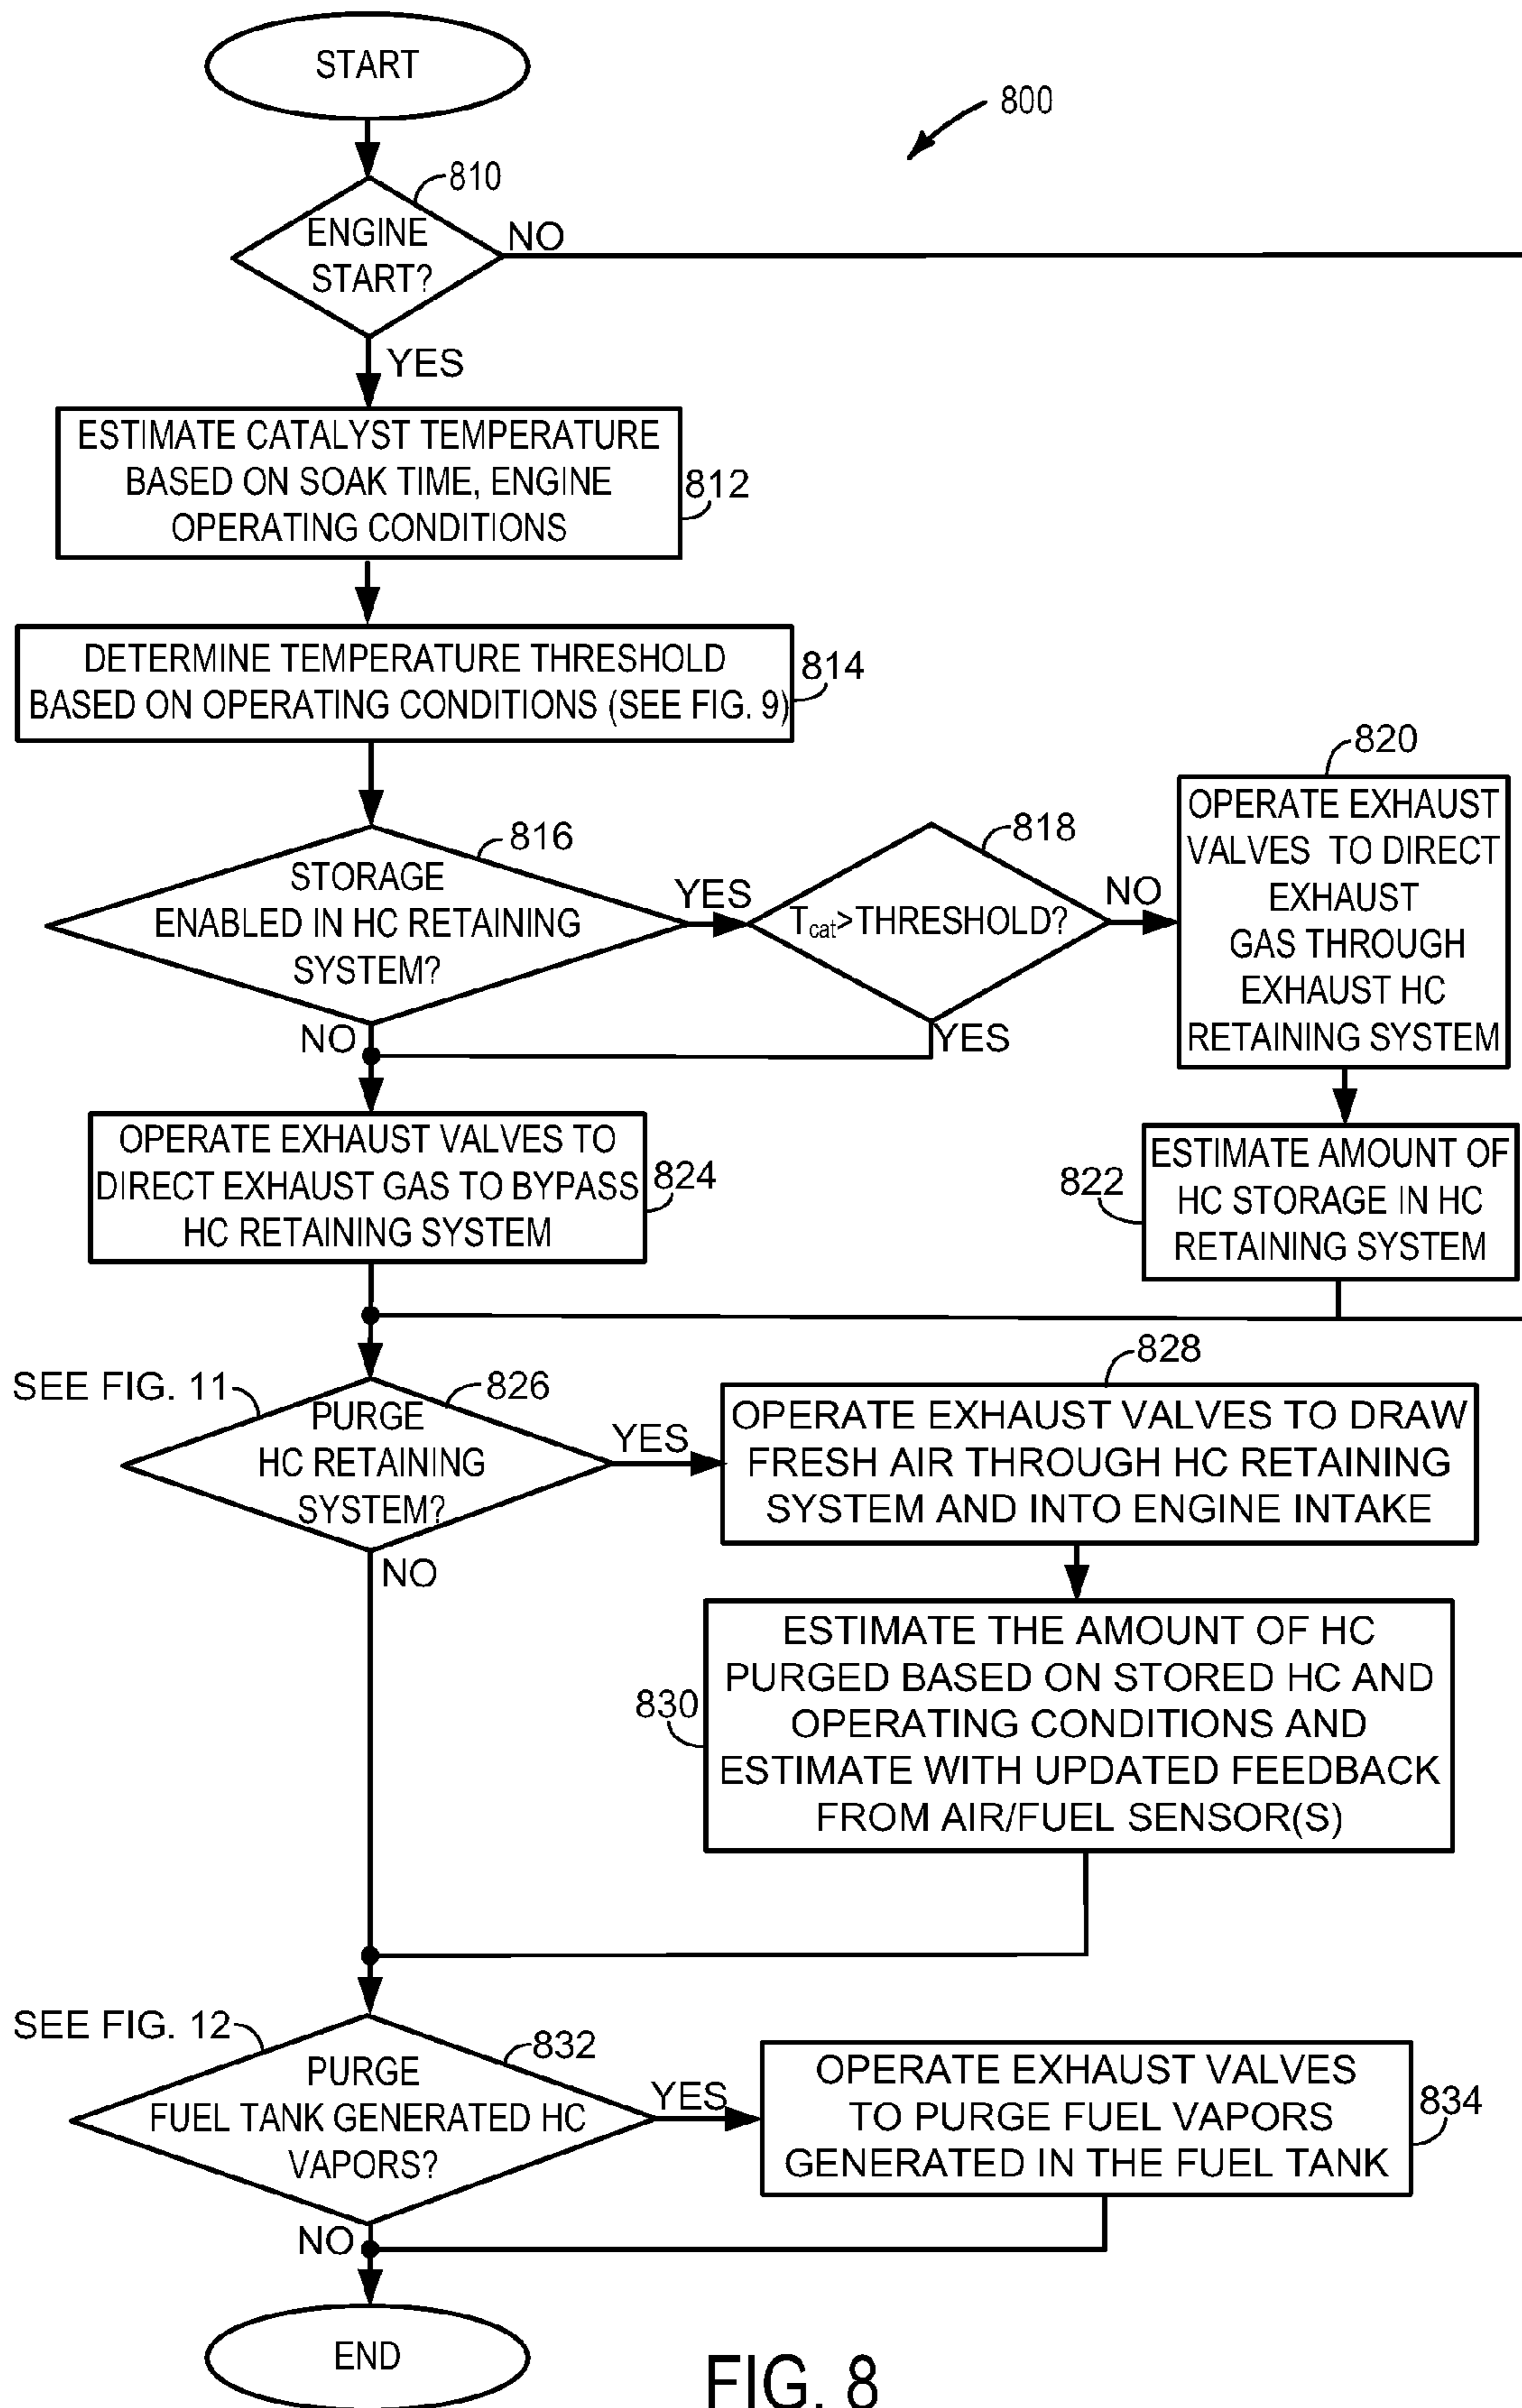 START
800
810
ENGINE
START?
NO
YES
ESTIMATE CATALYST TEMPERATURE
BASED ON SOAK TIME, ENGINE
OPERATING CONDITIONS
812
DETERMINE TEMPERATURE THRESHOLD
BASED ON OPERATING CONDITIONS (SEE FIG. 9)
814
816
STORAGE
ENABLED IN HC RETAINING
SYSTEM?
YES
NO
818
Tcat>THRESHOLD?
NO
YES
820
OPERATE EXHAUST
VALVES TO DIRECT
EXHAUST
GAS THROUGH
EXHAUST HC
RETAINING SYSTEM
822
ESTIMATE AMOUNT OF
HC STORAGE IN HC
RETAINING SYSTEM
OPERATE EXHAUST VALVES TO
DIRECT EXHAUST GAS TO BYPASS
HC RETAINING SYSTEM
824
SEE FIG. 11
826
PURGE
HC RETAINING
SYSTEM?
YES
NO
828
OPERATE EXHAUST VALVES TO DRAW
FRESH AIR THROUGH HC RETAINING
SYSTEM AND INTO ENGINE INTAKE
830
ESTIMATE THE AMOUNT OF HC
PURGED BASED ON STORED HC AND
OPERATING CONDITIONS AND
ESTIMATE WITH UPDATED FEEDBACK
FROM AIR/FUEL SENSOR(S)
SEE FIG. 12
832
PURGE
FUEL TANK GENERATED HC
VAPORS?
YES
NO
OPERATE EXHAUST VALVES
TO PURGE FUEL VAPORS
GENERATED IN THE FUEL TANK
834
END
FIG. 8